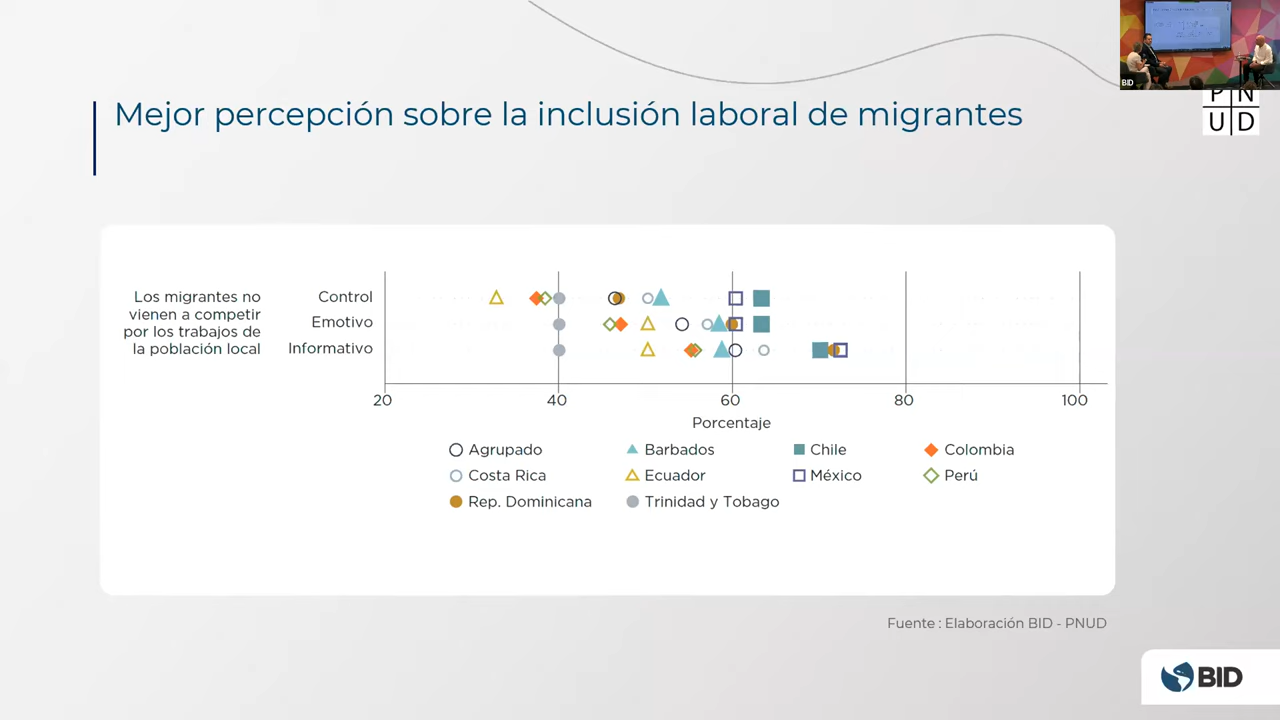 BID
Mejor percepción sobre la inclusión laboral de migrantes
P N
U D
Los migrantes no
vienen a competir
por los trabajos de
la población local
Control
Emotivo
Informativo
20 40 60 80 100
Porcentaje
Agrupado Barbados Chile Colombia
Costa Rica Ecuador México Perú
Rep. Dominicana Trinidad y Tobago
Fuente : Elaboración BID - PNUD
BID